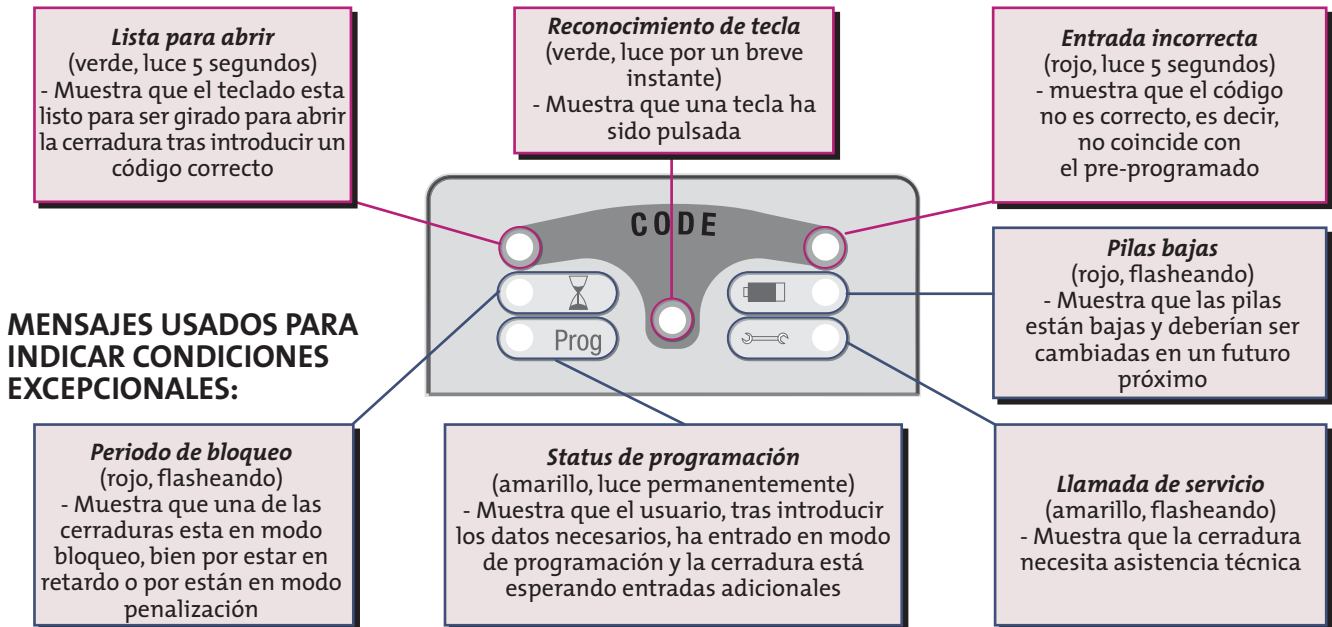 Lista para abrir
(verde, luce 5 segundos)
- Muestra que el teclado esta
listo para ser girado para abrir
la cerradura tras introducir un
código correcto
Reconocimiento de tecla
(verde, luce por un breve
instante)
- Muestra que una tecla ha
sido pulsada
Entrada incorrecta
(rojo, luce 5 segundos)
- muestra que el código
no es correcto, es decir,
no coincide con
el pre-programado
CODE
Prog
Pilas bajas
(rojo, flasheando)
- Muestra que las pilas
están bajas y deberían ser
cambiadas en un futuro
próximo
MENSAJES USADOS PARA
INDICAR CONDICIONES
EXCEPCIONALES:
Periodo de bloqueo
(rojo, flasheando)
- Muestra que una de las
cerraduras esta en modo
bloqueo, bien por estar en
retardo o por están en modo
penalización
Status de programación
(amarillo, luce permanentemente)
- Muestra que el usuario, tras introducir
los datos necesarios, ha entrado en modo
de programación y la cerradura está
esperando entradas adicionales
Llamada de servicio
(amarillo, flasheando)
- Muestra que la cerradura
necesita asistencia técnica